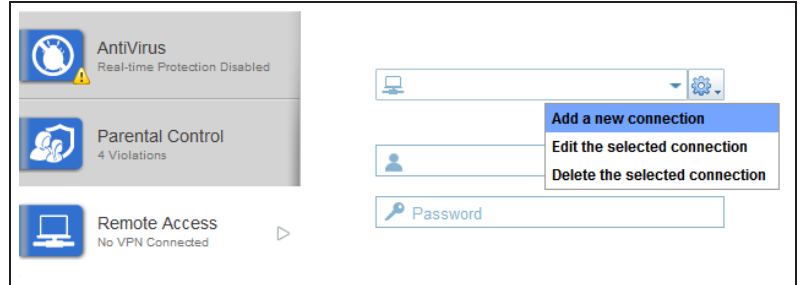 AntiVirus
Real-time Protection Disabled
Parental Control
4 Violations
Remote Access
No VPN Connected
Add a new connection
Edit the selected connection
Delete the selected connection
Password